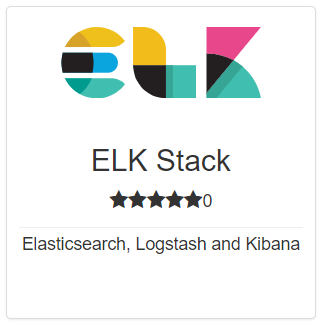 ELK
ELK Stack
★★★★★0
Elasticsearch, Logstash and Kibana